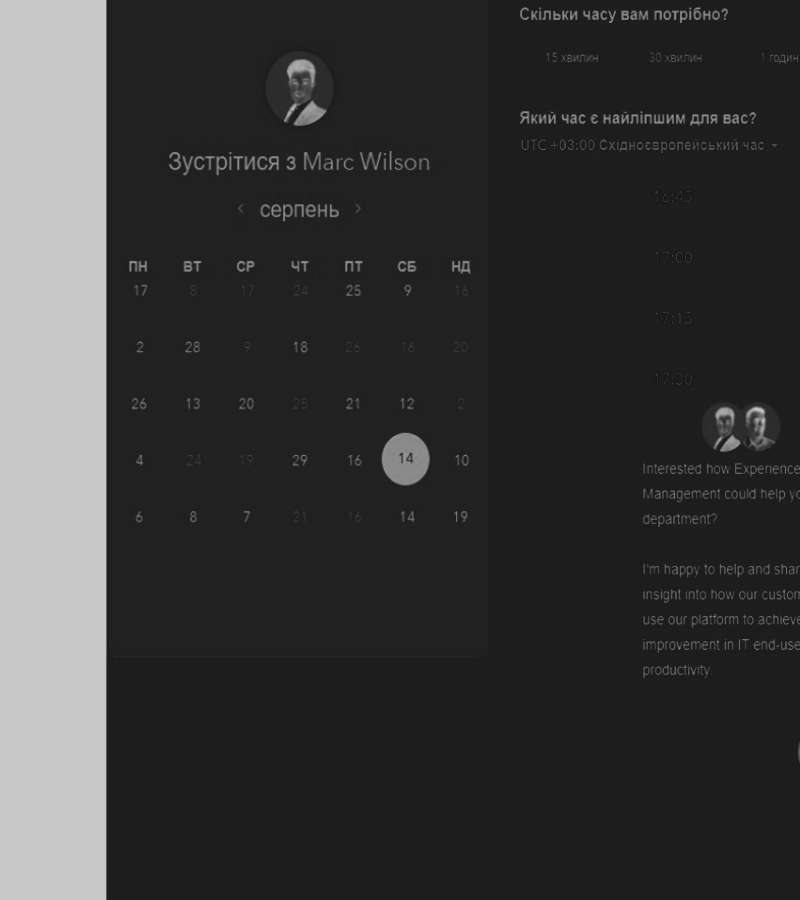 Зустрітися з Marc Wilson
‹ серпень ›
ПН ВТ СР ЧТ ПТ СБ НД
17 8 17 24 25 9 16
2 28 9 18 26 16 20
26 13 20 25 21 12 2
4 24 19 29 16 14 10
6 8 7 21 16 14 19
Скільки часу вам потрібно?
15 хвилин 30 хвилин 1 годин
Який час є найліпшим для вас?
UTC +03:00 Східноєвропейський час
16:45
17:00
17:15
17:30
Interested how Experience
Management could help yo
department?
I'm happy to help and shar
insight into how our custom
use our platform to achieve
improvement in IT end-use
productivity.